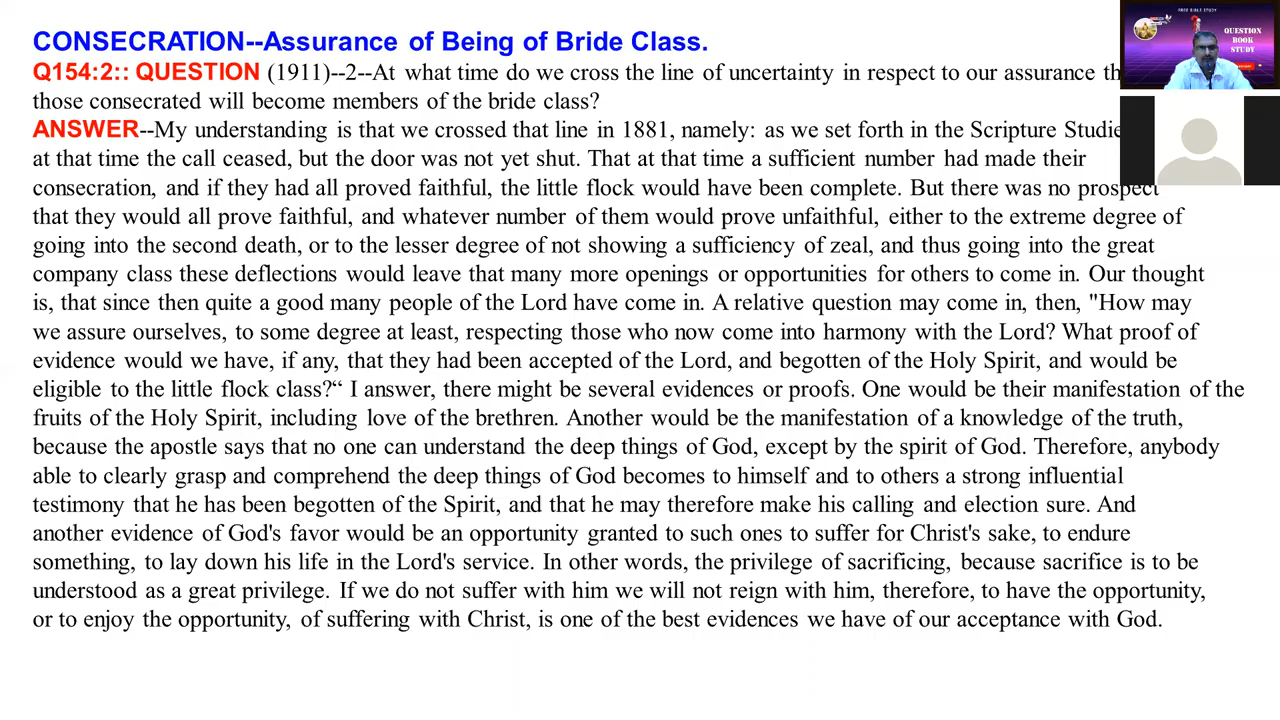 CONSECRATION--Assurance of Being of Bride Class.
Q154:2:: QUESTION (1911)--2--At what time do we cross the line of uncertainty in respect to our assurance
those consecrated will become members of the bride class?
ANSWER--My understanding is that we crossed that line in 1881, namely: as we set forth in the Scripture
at that time the call ceased, but the door was not yet shut. That at that time a sufficient number had made their
consecration, and if they had all proved faithful, the little flock would have been complete. But there was no prospect
that they would all prove faithful, and whatever number of them would prove unfaithful, either to the extreme degree of
going into the second death, or to the lesser degree of not showing a sufficiency of zeal, and thus going into the great
company class these deflections would leave that many more openings or opportunities for others to come in. Our thought
is, that since then quite a good many people of the Lord have come in. A relative question may come in, then, "How may
we assure ourselves, to some degree at least, respecting those who now come into harmony with the Lord? What proof of
evidence would we have, if any, that they had been accepted of the Lord, and begotten of the Holy Spirit, and would be
eligible to the little flock class?“ I answer, there might be several evidences or proofs. One would be their manifestation of the
fruits of the Holy Spirit, including love of the brethren. Another would be the manifestation of a knowledge of the truth,
because the apostle says that no one can understand the deep things of God, except by the spirit of God. Therefore, anybody
able to clearly grasp and comprehend the deep things of God becomes to himself and to others a strong influential
testimony that he has been begotten of the Spirit, and that he may therefore make his calling and election sure. And
another evidence of God's favor would be an opportunity granted to such ones to suffer for Christ's sake, to endure
something, to lay down his life in the Lord's service. In other words, the privilege of sacrificing, because sacrifice is to be
understood as a great privilege. If we do not suffer with him we will not reign with him, therefore, to have the opportunity,
or to enjoy the opportunity, of suffering with Christ, is one of the best evidences we have of our acceptance with God.
FREE BIBLE STUDY
QUESTION
BOOK
STUDY